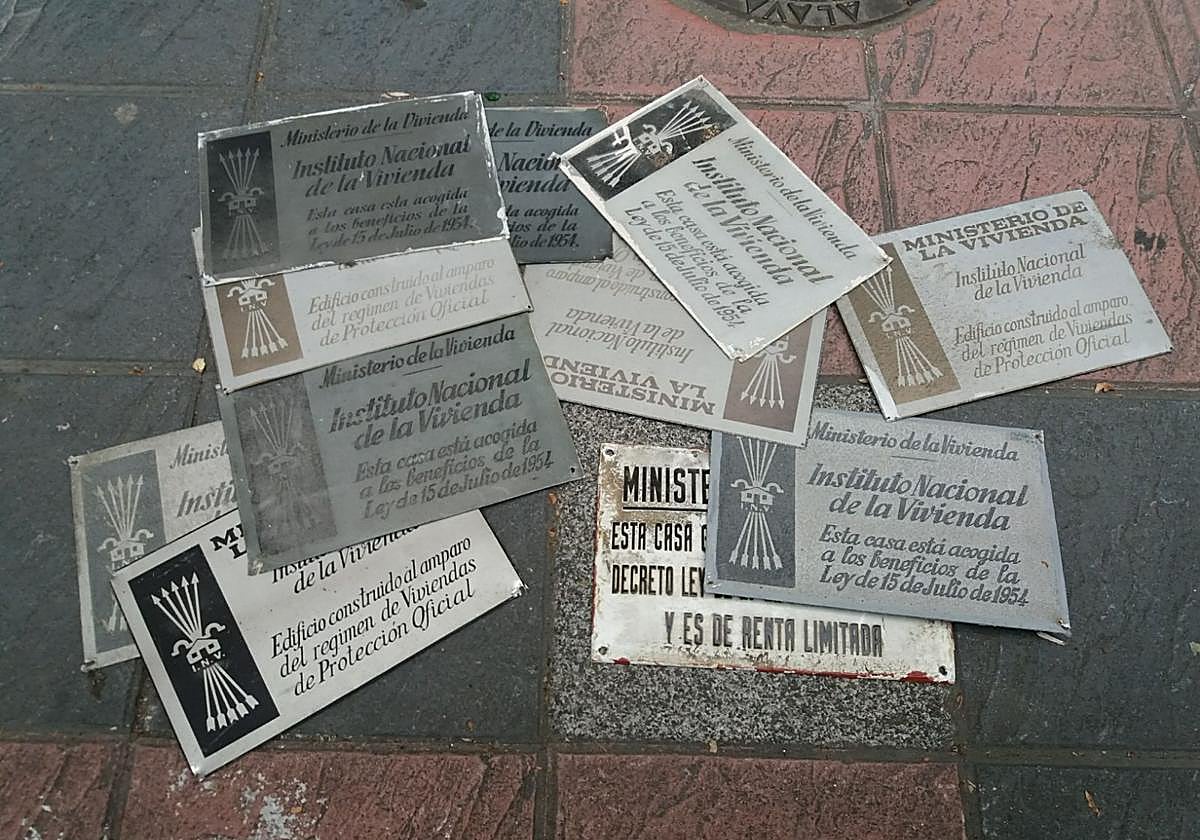 ALAVA
Ministerio de la Vivienda
Instituto Nacional
de la Vivienda
Esta casa esta acogida
a los beneficios de la
Ley de 15 de Julio de 1954.
de la Vivienda
acogida
de la
de 1954.
Ministerio de la Vivienda
Instituto Nacional
de la Vivienda
Esta casa está acogida
a los beneficios de la
Ley de 15 de Julio de 1954.
MINISTERIO DE
LA VIVIENDA
Instituto Nacional
de la Vivienda
Edificio construido al amparo
del regimen de Viviendas
de Protección Oficial
I.N.V.
Edificio construido al amparo
del regimen de Viviendas
de Protección Oficial
MINISTERIO
LA VIVIEND
Instituto Nacional
de la Vivienda
Ministerio de la Vivienda
Instituto Nacional
de la Vivienda
Esta casa está acogida
a los beneficios de la
Ley de 15 de Julio de 1954
Ministerio de la Vivienda
Instituto Nacional
de la Vivienda
Esta casa está acogida
a los beneficios de la
Ley de 15 de Julio de 1954
MINISTE
ESTA CASA
DECRETO LEY
Y ES DE RENTA LIMITADA
de la Vivienda
I.N.V.
Edificio construido al amparo
del regimen de Viviendas
de Protección Oficial